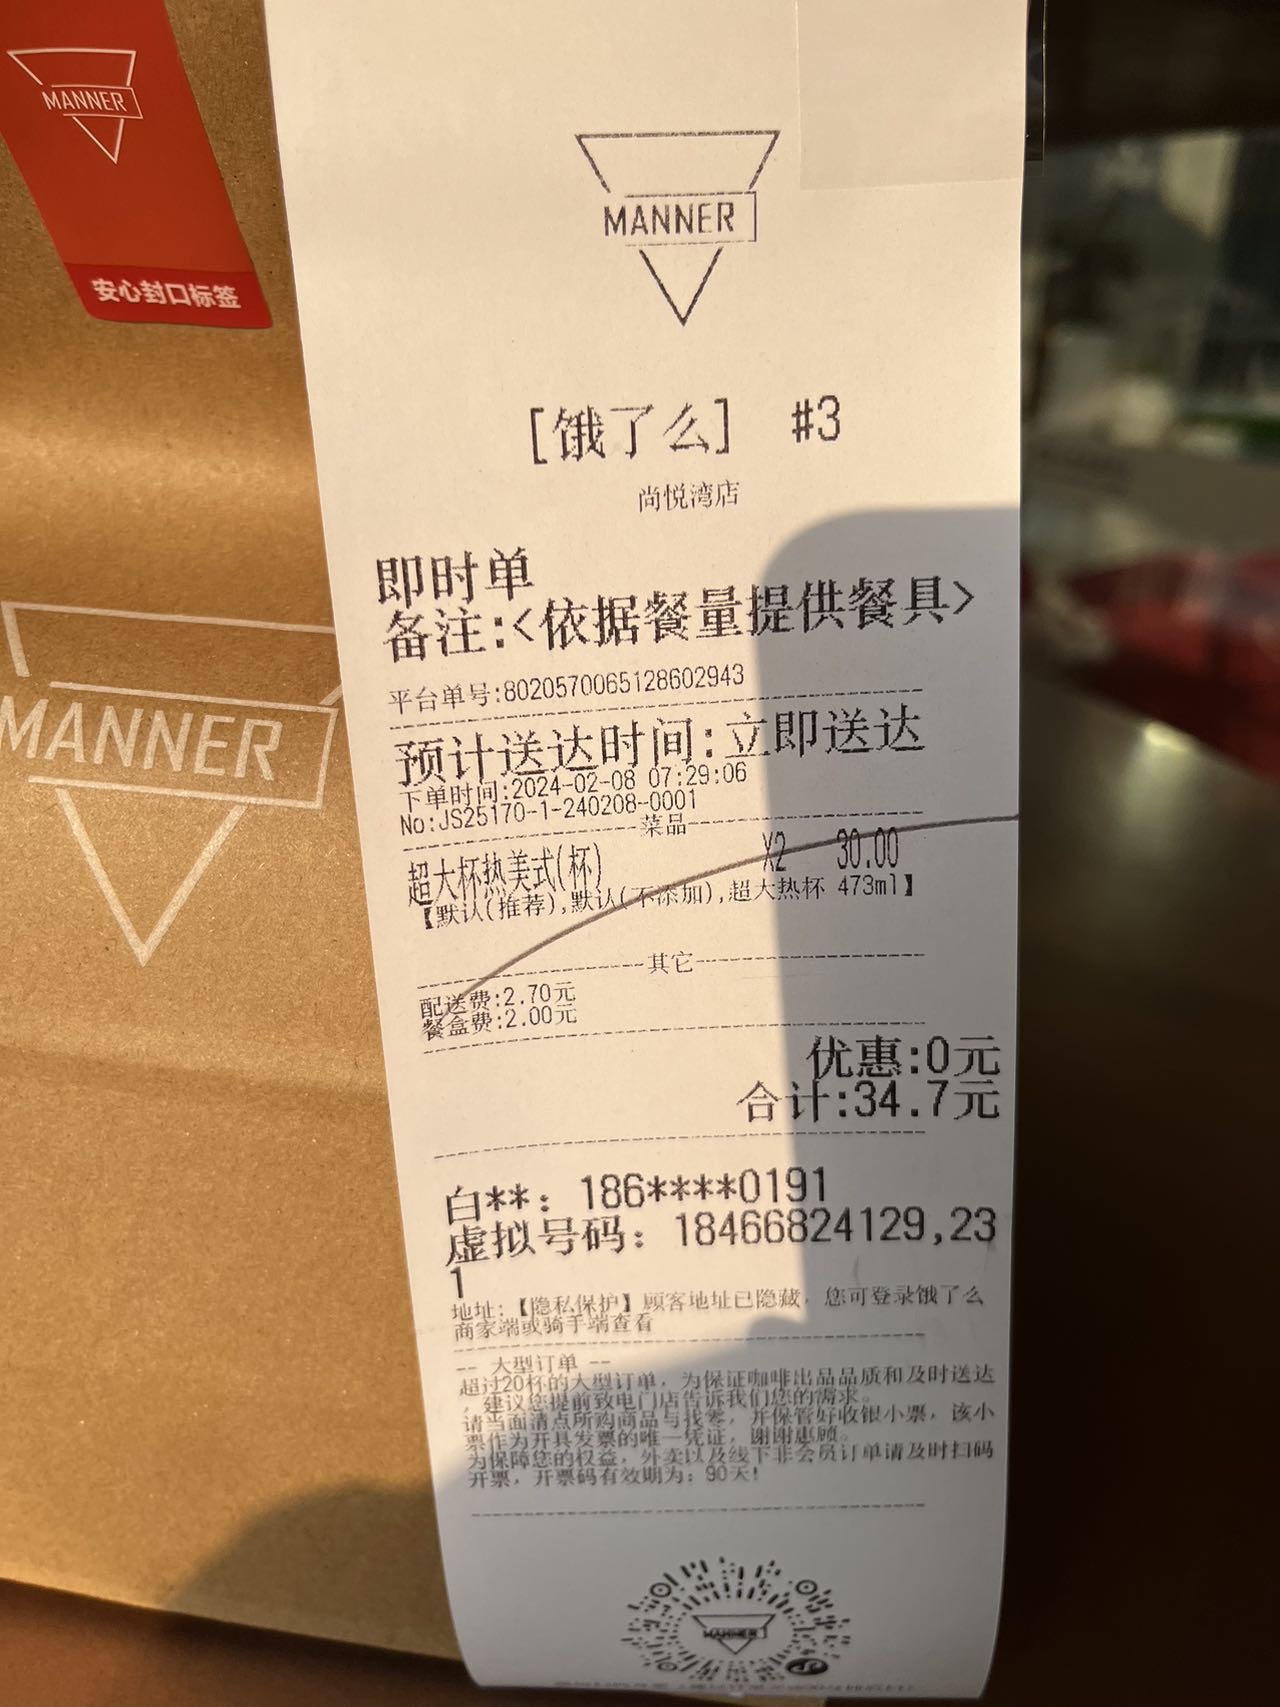 MANNER
安心封口标签
MANNER
MANNER
[饿了么] #3
尚悦湾店
即时单
备注:<依据餐量提供餐具>
平台单号:8020570065128602943
预计送达时间:立即送达
下单时间:2024-02-08 07:29:06
No:JS25170-1-240208-0001
菜品
超大杯热美式(杯) X2 30.00
【默认(推荐),默认(不添加),超大热杯 473ml】
其它
配送费:2.70元
餐盒费:2.00元
优惠:0元
合计:34.7元
白**: 186****0191
虚拟号码: 18466824129,23
1
地址:【隐私保护】顾客地址已隐藏, 您可登录饿了么
商家端或骑手端查看
-- 大型订单 --
超过20杯的大型订单, 为保证咖啡出品品质和及时送达
, 建议您提前致电门店告诉我们您的需求。
请当面清点所购商品与找零, 并保管好收银小票, 该小
票作为开具发票的唯一凭证, 谢谢惠顾。
为保障您的权益, 外卖以及线下非会员订单请及时扫码
开票, 开票码有效期为: 90天!
MANNER